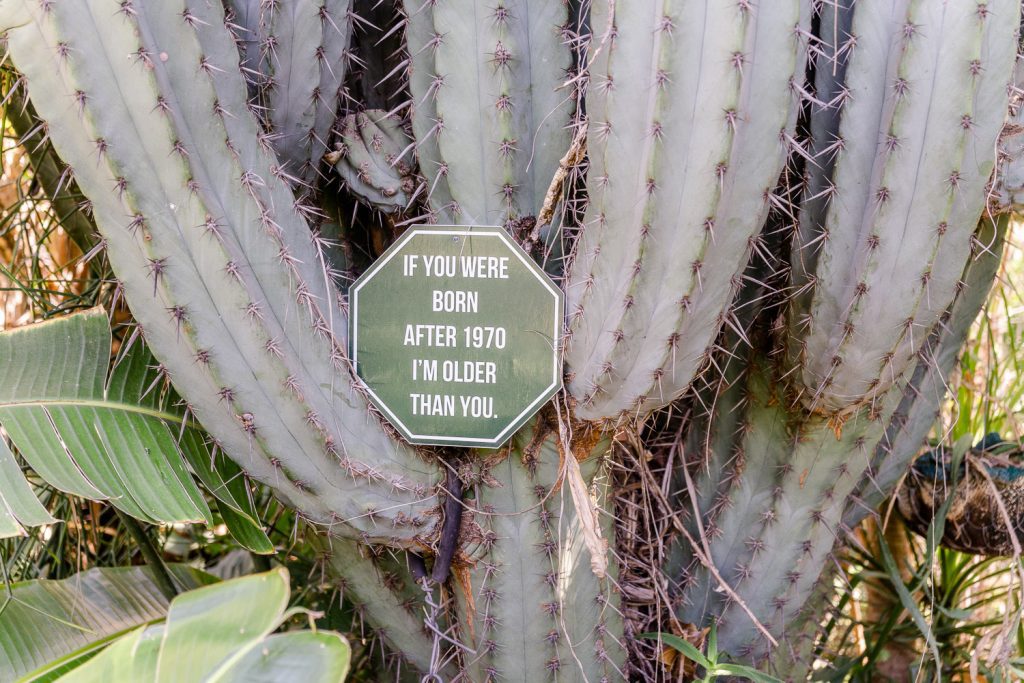 IF YOU WERE
BORN
AFTER 1970
I'M OLDER
THAN YOU.